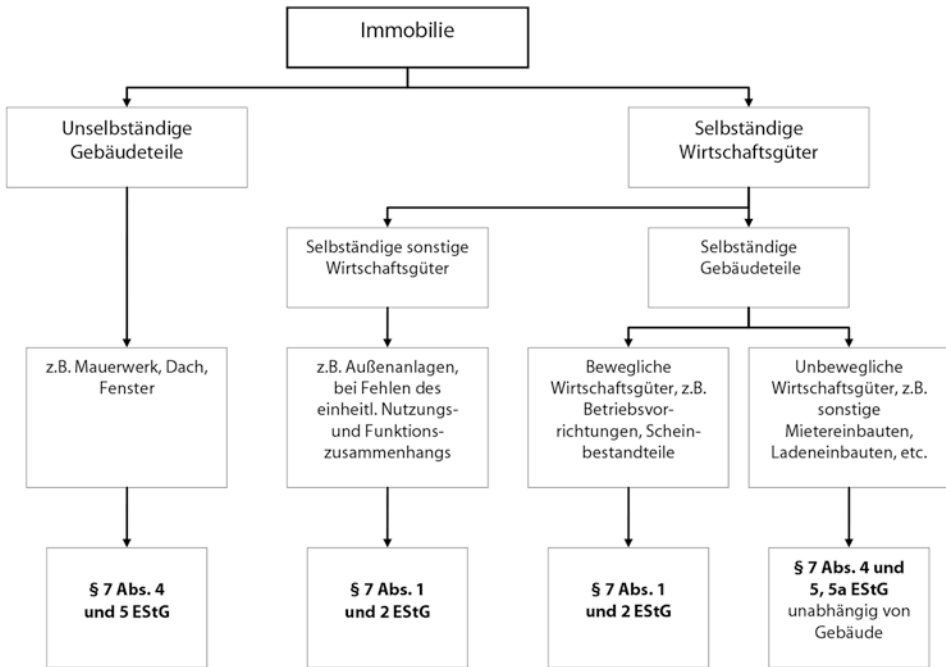 Immobilie
Unselbständige
Gebäudeteile
Selbständige
Wirtschaftsgüter
Selbständige sonstige
Wirtschaftsgüter
Selbständige
Gebäudeteile
z.B. Mauerwerk, Dach,
Fenster
z.B. Außenanlagen,
bei Fehlen des
einheitl. Nutzungs-
und Funktions-
zusammenhangs
Bewegliche
Wirtschaftsgüter, z.B.
Betriebsvor-
richtungen, Schein-
bestandteile
Unbewegliche
Wirtschaftsgüter, z.B.
sonstige
Mietereinbauten,
Ladeneinbauten, etc.
§ 7 Abs. 4
und 5 EStG
§ 7 Abs. 1
und 2 EStG
§ 7 Abs. 1
und 2 EStG
§ 7 Abs. 4 und
5, 5a EStG
unabhängig von
Gebäude